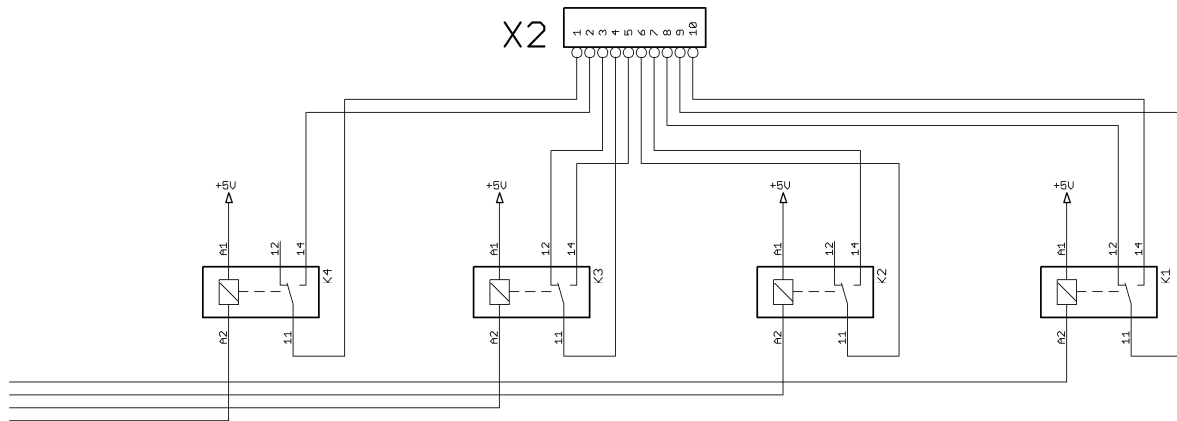 X2
1 2 3 4 5 6 7 8 9 10
+5V +5V +5V +5V
A1 12 14 A1 12 14 A1 12 14 A1 12 14
K4 K3 K2 K1
A2 11 A2 11 A2 11 A2 11